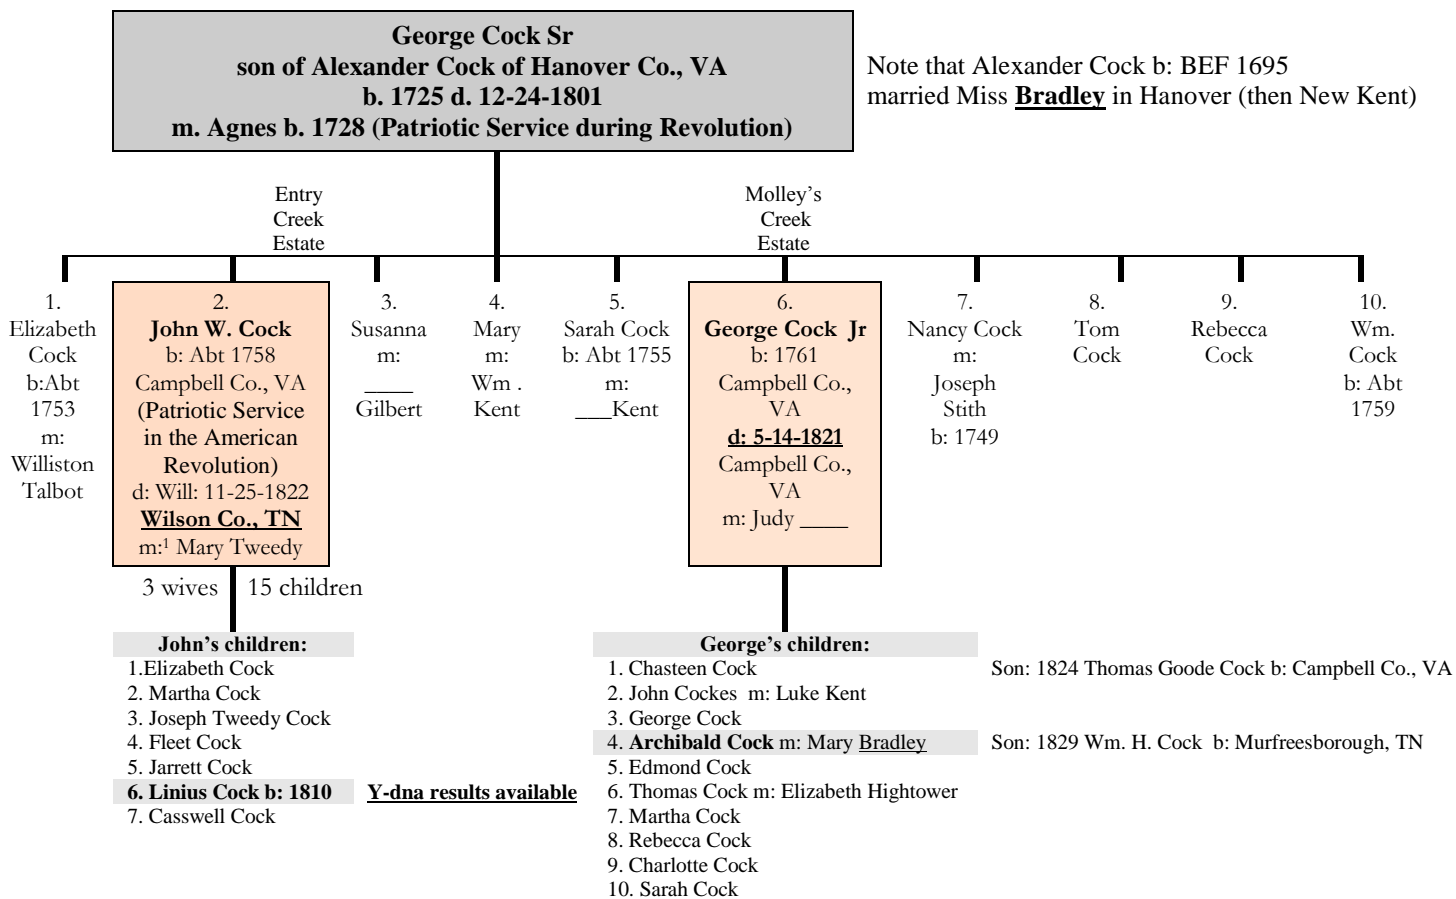 George Cock Sr
son of Alexander Cock of Hanover Co., VA
b. 1725 d. 12-24-1801
m. Agnes b. 1728 (Patriotic Service during Revolution)
Note that Alexander Cock b: BEF 1695
married Miss Bradley in Hanover (then New Kent)
Entry
Creek
Estate
Molley's
Creek
Estate
1.
Elizabeth
Cock
b:Abt
1753
m:
Williston
Talbot
2.
John W. Cock
b: Abt 1758
Campbell Co., VA
(Patriotic Service
in the American
Revolution)
d: Will: 11-25-1822
Wilson Co., TN
m:¹ Mary Tweedy
3.
Susanna
m:
____
Gilbert
4.
Mary
m:
Wm .
Kent
5.
Sarah Cock
b: Abt 1755
m:
___Kent
6.
George Cock Jr
b: 1761
Campbell Co.,
VA
d: 5-14-1821
Campbell Co.,
VA
m: Judy ____
7.
Nancy Cock
m:
Joseph
Stith
b: 1749
8.
Tom
Cock
9.
Rebecca
Cock
10.
Wm.
Cock
b: Abt
1759
3 wives 15 children
John's children:
1.Elizabeth Cock
2. Martha Cock
3. Joseph Tweedy Cock
4. Fleet Cock
5. Jarrett Cock
6. Linius Cock b: 1810 Y-dna results available
7. Casswell Cock
George's children:
1. Chasteen Cock Son: 1824 Thomas Goode Cock b: Campbell Co., VA
2. John Cockes m: Luke Kent
3. George Cock
4. Archibald Cock m: Mary Bradley Son: 1829 Wm. H. Cock b: Murfreesborough, TN
5. Edmond Cock
6. Thomas Cock m: Elizabeth Hightower
7. Martha Cock
8. Rebecca Cock
9. Charlotte Cock
10. Sarah Cock